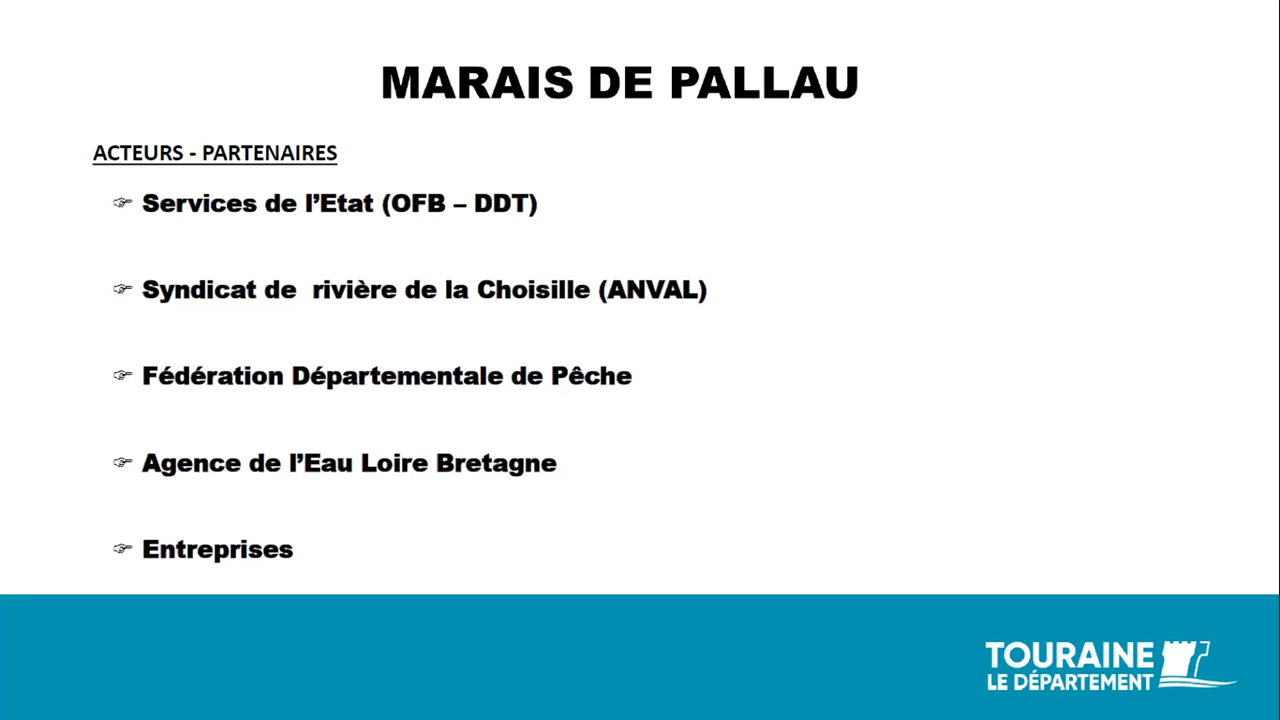 MARAIS DE PALLAU
ACTEURS - PARTENAIRES
☞ Services de l’Etat (OFB – DDT)
☞ Syndicat de  rivière de la Choisille (ANVAL)
☞ Fédération Départementale de Pêche
☞ Agence de l’Eau Loire Bretagne
☞ Entreprises
TOURAINE
LE DÉPARTEMENT